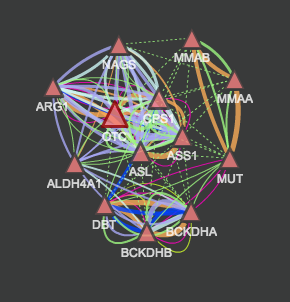 MMAB
NAGS
MMAA
ARG1
CPS1
OTC
ASS1
ASL
MUT
ALDH4A1
DBT
BCKDHA
BCKDHB